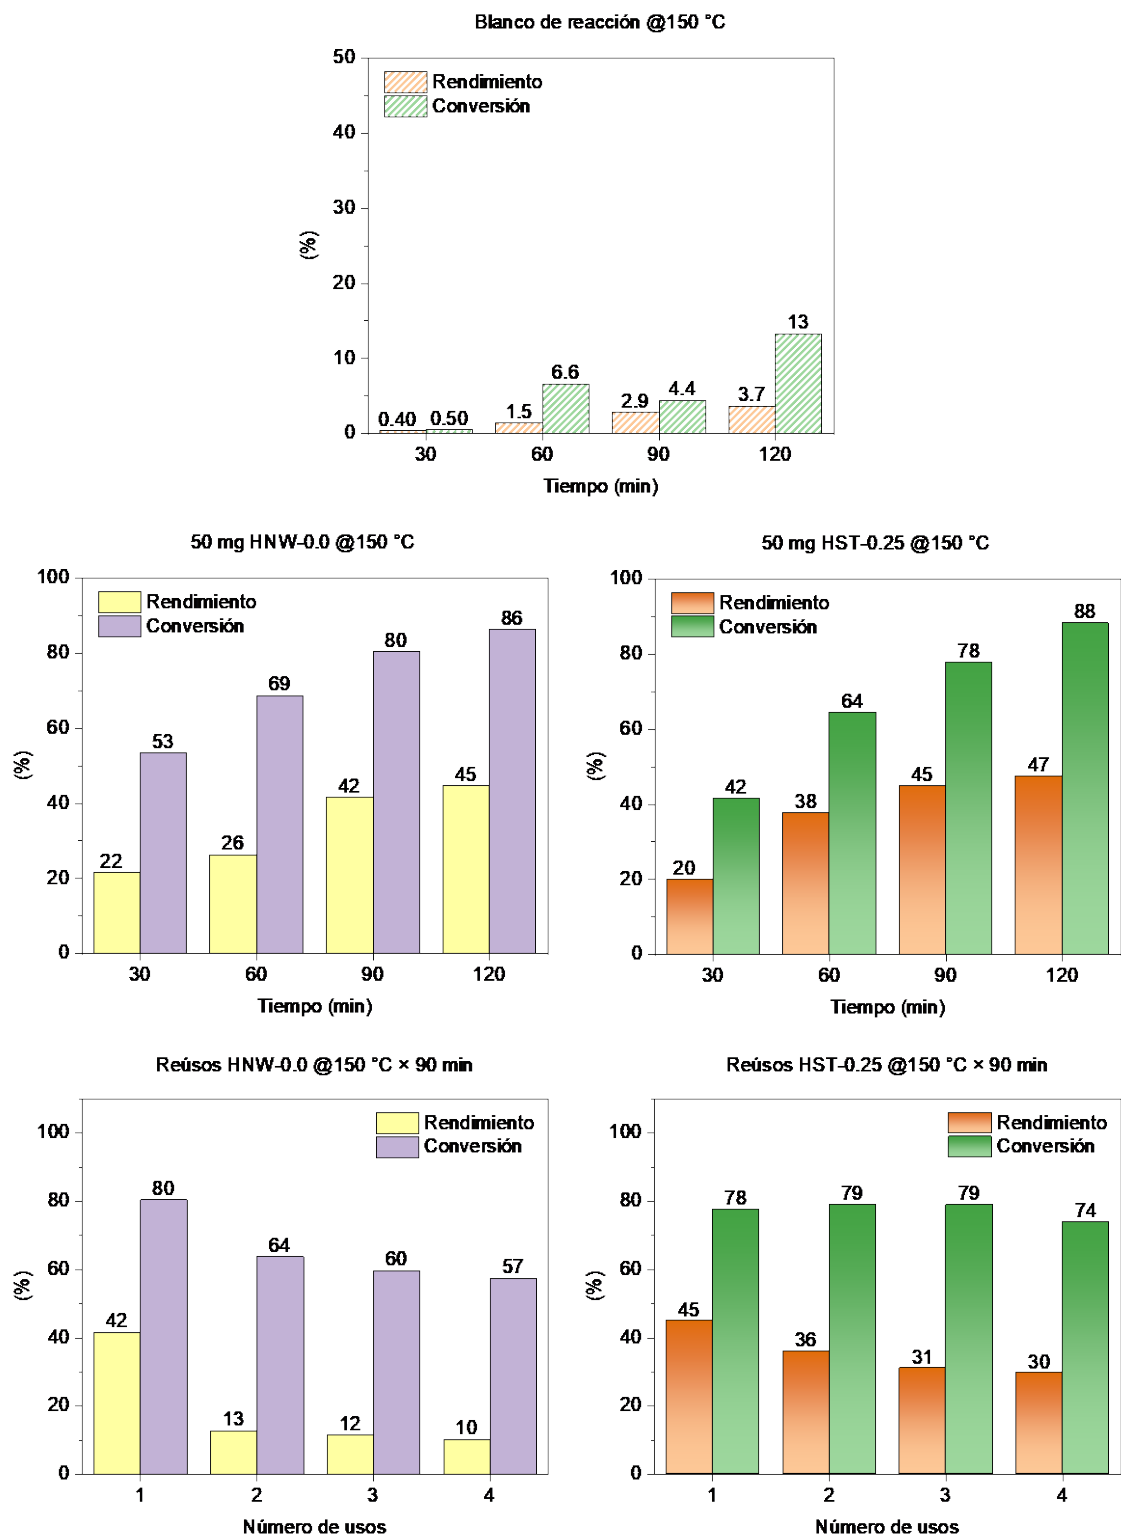 Blanco de reacción @150 °C
50
40
30
20
10
0
(%)
Rendimiento
Conversión
0.40 0.50 1.5 6.6 2.9 4.4 3.7 13
30 60 90 120
Tiempo (min)
50 mg HNW-0.0 @150 °C
100
80
60
40
20
0
(%)
Rendimiento
Conversión
22 53 26 69 42 80 45 86
30 60 90 120
Tiempo (min)
50 mg HST-0.25 @150 °C
100
80
60
40
20
0
(%)
Rendimiento
Conversión
20 42 38 64 45 78 47 88
30 60 90 120
Tiempo (min)
Reúsos HNW-0.0 @150 °C × 90 min
100
80
60
40
20
0
(%)
Rendimiento
Conversión
42 80 13 64 12 60 10 57
1 2 3 4
Número de usos
Reúsos HST-0.25 @150 °C × 90 min
100
80
60
40
20
0
(%)
Rendimiento
Conversión
45 78 36 79 31 79 30 74
1 2 3 4
Número de usos